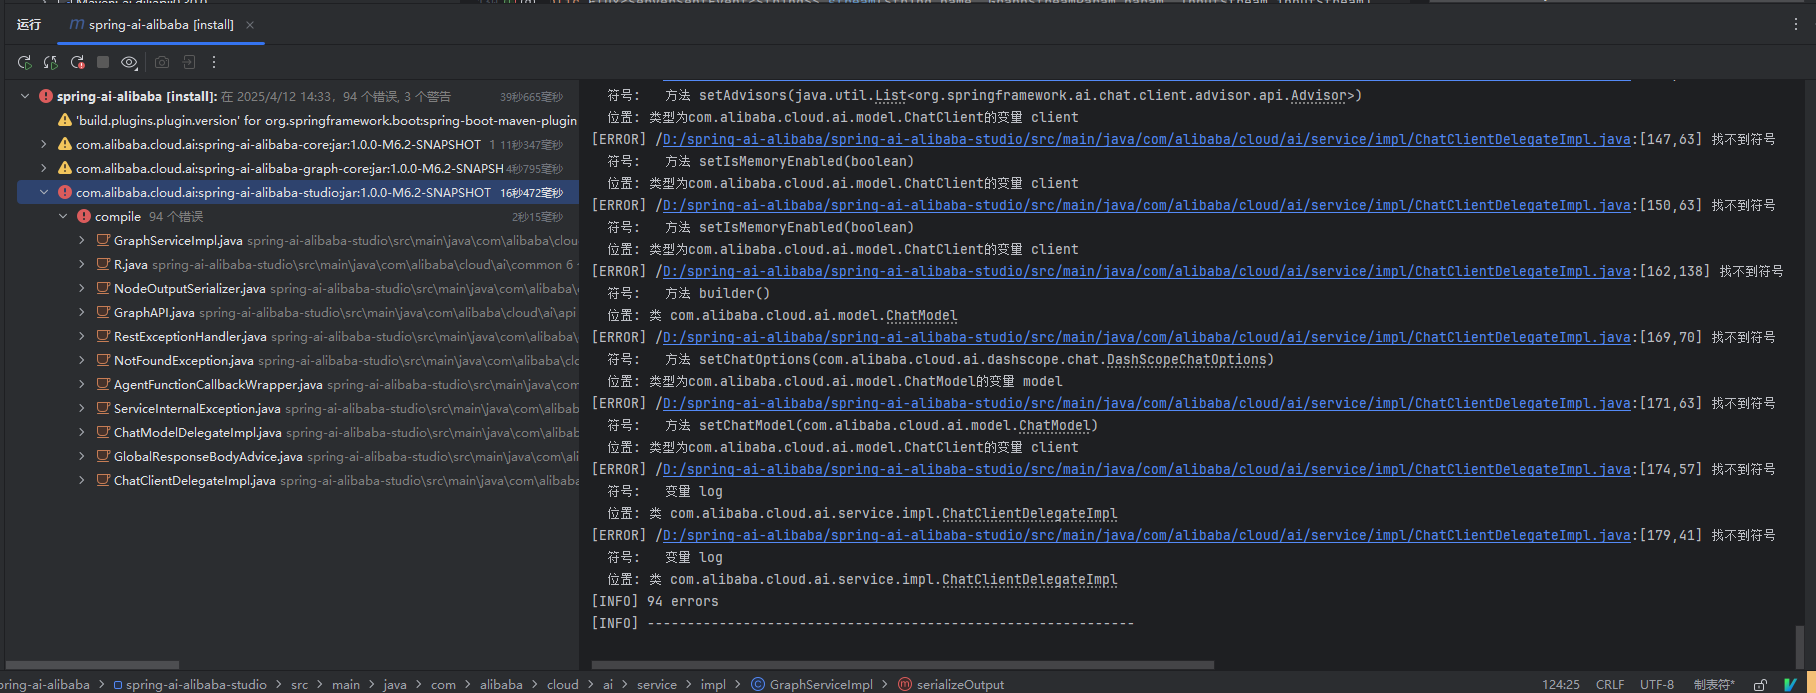 运行
spring-ai-alibaba [install]
spring-ai-alibaba [install]: 在 2025/4/12 14:33，94 个错误, 3 个警告 39秒665毫秒
'build.plugins.plugin.version' for org.springframework.boot:spring-boot-maven-plugin
com.alibaba.cloud.ai:spring-ai-alibaba-core:jar:1.0.0-M6.2-SNAPSHOT 1 11秒347毫秒
com.alibaba.cloud.ai:spring-ai-alibaba-graph-core:jar:1.0.0-M6.2-SNAPSH 4秒795毫秒
com.alibaba.cloud.ai:spring-ai-alibaba-studio:jar:1.0.0-M6.2-SNAPSHOT 16秒472毫秒
compile 94 个错误 2秒15毫秒
GraphServiceImpl.java spring-ai-alibaba-studio\src\main\java\com\alibaba\clou
R.java spring-ai-alibaba-studio\src\main\java\com\alibaba\cloud\ai\common 6
NodeOutputSerializer.java spring-ai-alibaba-studio\src\main\java\com\alibaba\
GraphAPI.java spring-ai-alibaba-studio\src\main\java\com\alibaba\cloud\ai\api
RestExceptionHandler.java spring-ai-alibaba-studio\src\main\java\com\alibaba\
NotFoundException.java spring-ai-alibaba-studio\src\main\java\com\alibaba\clo
AgentFunctionCallbackWrapper.java spring-ai-alibaba-studio\src\main\java\com
ServiceInternalException.java spring-ai-alibaba-studio\src\main\java\com\alibab
ChatModelDelegateImpl.java spring-ai-alibaba-studio\src\main\java\com\alibab
GlobalResponseBodyAdvice.java spring-ai-alibaba-studio\src\main\java\com\ali
ChatClientDelegateImpl.java spring-ai-alibaba-studio\src\main\java\com\alibaba
符号:   方法 setAdvisors(java.util.List<org.springframework.ai.chat.client.advisor.api.Advisor>)
位置: 类型为com.alibaba.cloud.ai.model.ChatClient的变量 client
[ERROR] /D:/spring-ai-alibaba/spring-ai-alibaba-studio/src/main/java/com/alibaba/cloud/ai/service/impl/ChatClientDelegateImpl.java:[147,63] 找不到符号
符号:   方法 setIsMemoryEnabled(boolean)
位置: 类型为com.alibaba.cloud.ai.model.ChatClient的变量 client
[ERROR] /D:/spring-ai-alibaba/spring-ai-alibaba-studio/src/main/java/com/alibaba/cloud/ai/service/impl/ChatClientDelegateImpl.java:[150,63] 找不到符号
符号:   方法 setIsMemoryEnabled(boolean)
位置: 类型为com.alibaba.cloud.ai.model.ChatClient的变量 client
[ERROR] /D:/spring-ai-alibaba/spring-ai-alibaba-studio/src/main/java/com/alibaba/cloud/ai/service/impl/ChatClientDelegateImpl.java:[162,138] 找不到符号
符号:   方法 builder()
位置: 类 com.alibaba.cloud.ai.model.ChatModel
[ERROR] /D:/spring-ai-alibaba/spring-ai-alibaba-studio/src/main/java/com/alibaba/cloud/ai/service/impl/ChatClientDelegateImpl.java:[169,70] 找不到符号
符号:   方法 setChatOptions(com.alibaba.cloud.ai.dashscope.chat.DashScopeChatOptions)
位置: 类型为com.alibaba.cloud.ai.model.ChatModel的变量 model
[ERROR] /D:/spring-ai-alibaba/spring-ai-alibaba-studio/src/main/java/com/alibaba/cloud/ai/service/impl/ChatClientDelegateImpl.java:[171,63] 找不到符号
符号:   方法 setChatModel(com.alibaba.cloud.ai.model.ChatModel)
位置: 类型为com.alibaba.cloud.ai.model.ChatClient的变量 client
[ERROR] /D:/spring-ai-alibaba/spring-ai-alibaba-studio/src/main/java/com/alibaba/cloud/ai/service/impl/ChatClientDelegateImpl.java:[174,57] 找不到符号
符号:   变量 log
位置: 类 com.alibaba.cloud.ai.service.impl.ChatClientDelegateImpl
[ERROR] /D:/spring-ai-alibaba/spring-ai-alibaba-studio/src/main/java/com/alibaba/cloud/ai/service/impl/ChatClientDelegateImpl.java:[179,41] 找不到符号
符号:   变量 log
位置: 类 com.alibaba.cloud.ai.service.impl.ChatClientDelegateImpl
[INFO] 94 errors
[INFO] -------------------------------------------------------------
pring-ai-alibaba > spring-ai-alibaba-studio > src > main > java > com > alibaba > cloud > ai > service > impl > GraphServiceImpl > serializeOutput 124:25 CRLF UTF-8 制表符*